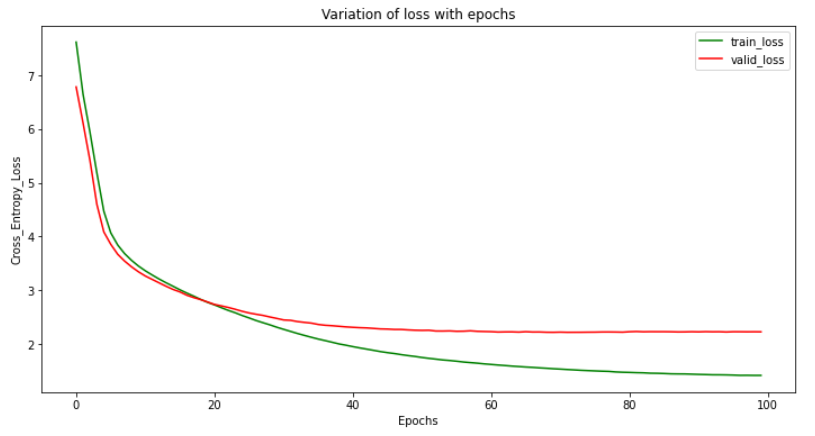 Variation of loss with epochs
train_loss
valid_loss
7
6
5
4
3
2
Cross_Entropy_Loss
0 20 40 60 80 100
Epochs